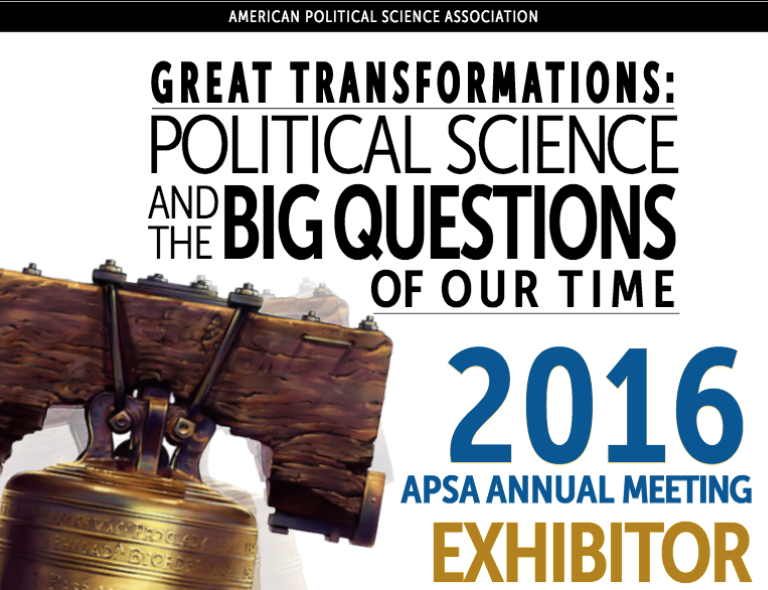 AMERICAN POLITICAL SCIENCE ASSOCIATION
GREAT TRANSFORMATIONS:
POLITICAL SCIENCE
AND THE BIG QUESTIONS
OF OUR TIME
2016
APSA ANNUAL MEETING
EXHIBITOR